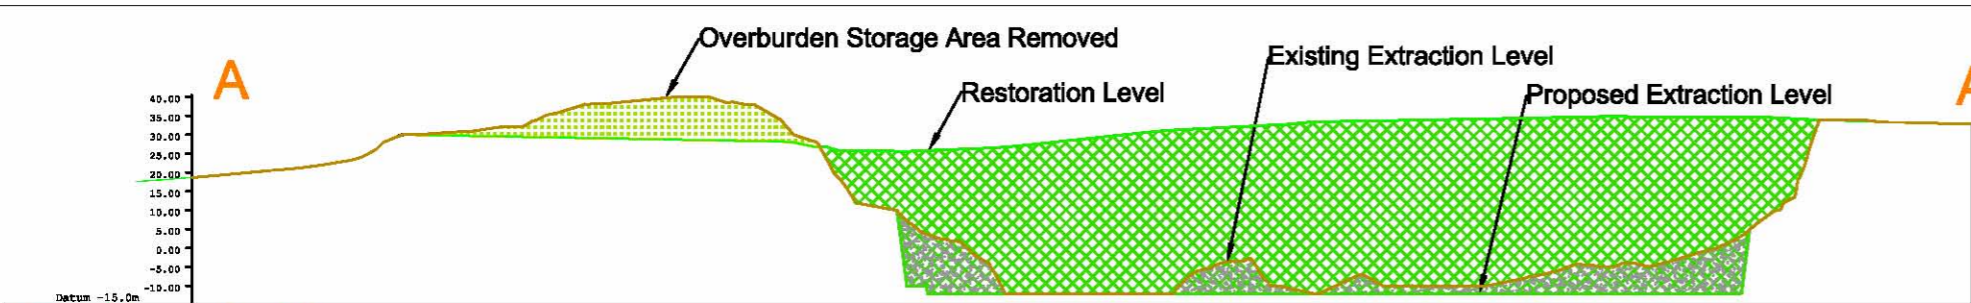 Overburden Storage Area Removed
Existing Extraction Level
Restoration Level
Proposed Extraction Level
A
A
40.00
35.00
30.00
25.00
20.00
15.00
10.00
5.00
0.00
-5.00
-10.00
Datum -15.0m